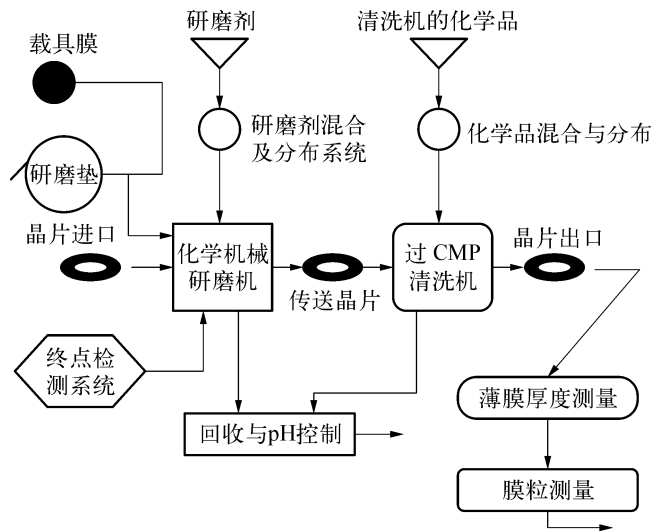 研磨剂
清洗机的化学品
载具膜
研磨剂混合
及分布系统
化学品混合与分布
研磨垫
晶片进口
化学机械
研磨机
传送晶片
过 CMP
清洗机
晶片出口
终点检
测系统
回收与pH控制
薄膜厚度测量
膜粒测量